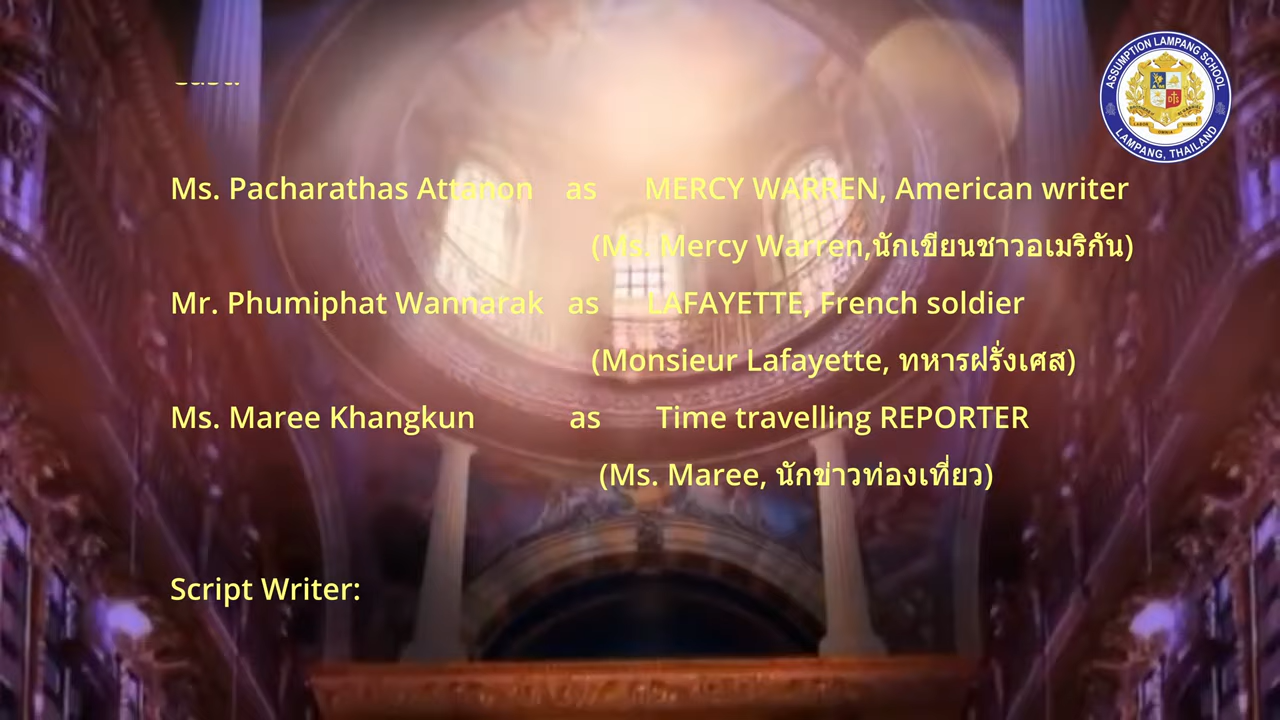 Cast:
ASSUMPTION LAMPANG SCHOOL
LAMPANG, THAILAND
Ms. Pacharathas Attanon as MERCY WARREN, American writer
(Ms. Mercy Warren,นักเขียนชาวอเมริกัน)
Mr. Phumiphat Wannarak as LAFAYETTE, French soldier
(Monsieur Lafayette, ทหารฝรั่งเศส)
Ms. Maree Khangkun as Time travelling REPORTER
(Ms. Maree, นักข่าวท่องเที่ยว)
Script Writer: